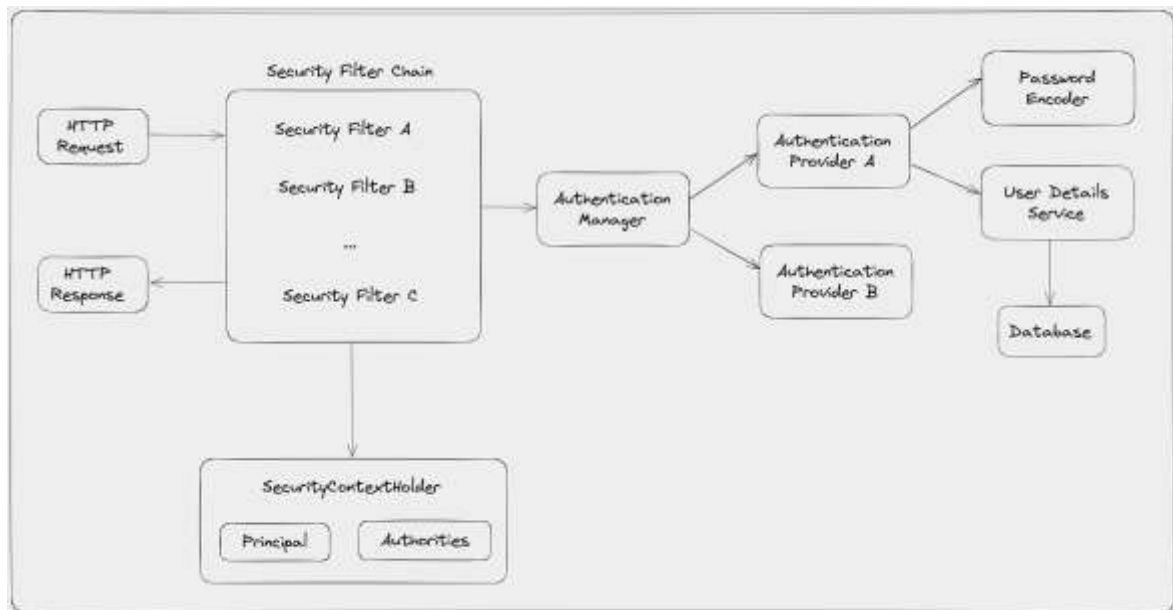 Security Filter Chain
HTTP
Request
Security Filter A
Security Filter B
...
Security Filter C
HTTP
Response
Authentication
Manager
Authentication
Provider A
Authentication
Provider B
Password
Encoder
User Details
Service
Database
SecurityContextHolder
Principal
Authorities